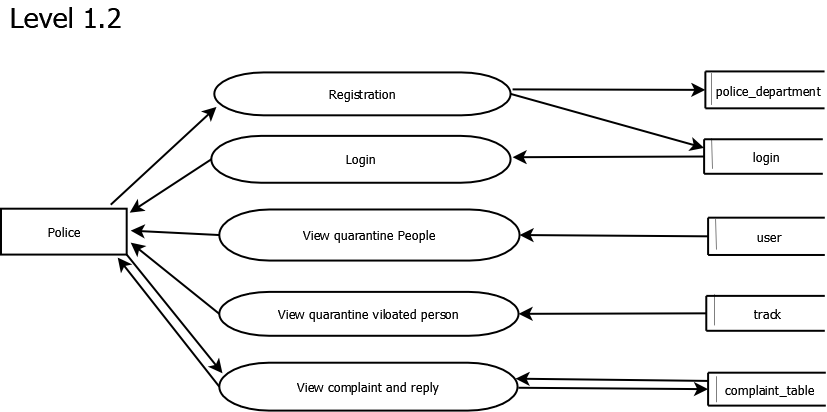 Level 1.2
Registration
police_department
Login
login
Police
View quarantine People
user
View quarantine viloated person
track
View complaint and reply
complaint_table